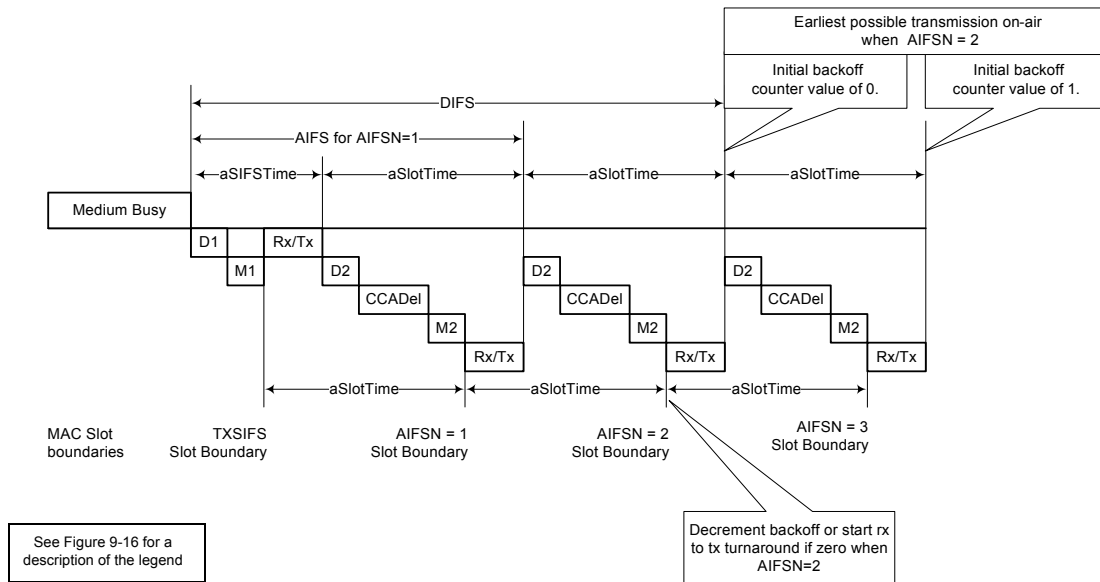 Earliest possible transmission on-air
when AIFSN = 2
Initial backoff
counter value of 0.
Initial backoff
counter value of 1.
DIFS
AIFS for AIFSN=1
aSIFSTime
aSlotTime
aSlotTime
aSlotTime
Medium Busy
D1
Rx/Tx
M1
D2
D2
D2
CCADel
CCADel
CCADel
M2
M2
M2
Rx/Tx
Rx/Tx
Rx/Tx
aSlotTime
aSlotTime
aSlotTime
MAC Slot
boundaries
TXSIFS
Slot Boundary
AIFSN = 1
Slot Boundary
AIFSN = 2
Slot Boundary
AIFSN = 3
Slot Boundary
Decrement backoff or start rx
to tx turnaround if zero when
AIFSN=2
See Figure 9-16 for a
description of the legend